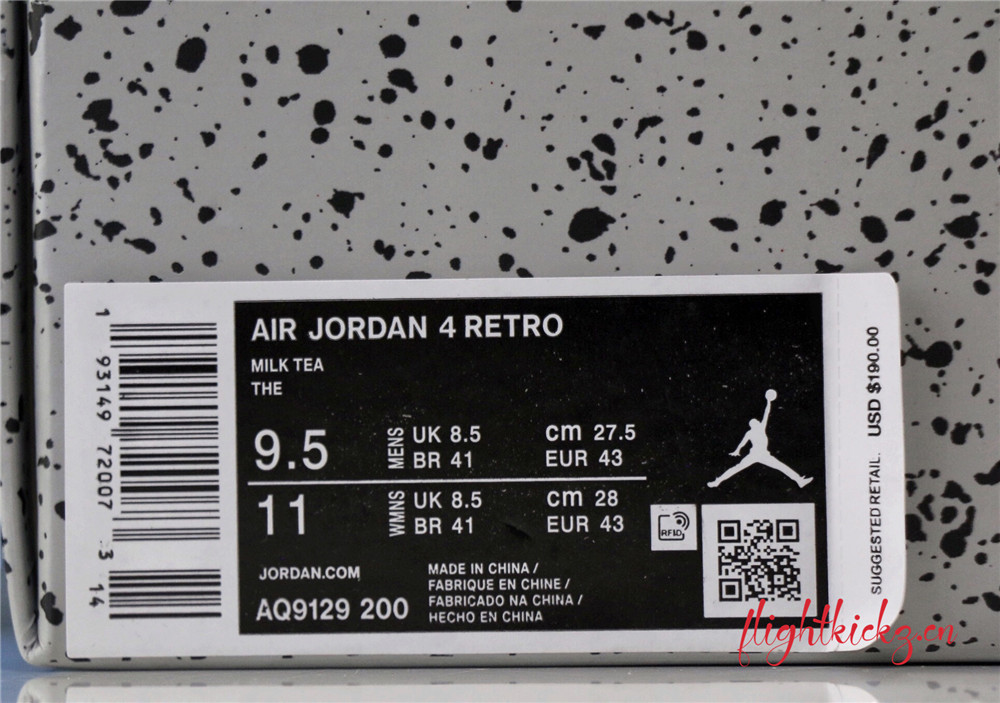 AIR JORDAN 4 RETRO
MILK TEA
THE
9.5 MENS UK 8.5 cm 27.5
BR 41 EUR 43
11 WMNS UK 8.5 cm 28
BR 41 EUR 43
RFID
JORDAN.COM
AQ9129 200
MADE IN CHINA /
FABRIQUE EN CHINE /
FABRICADO NA CHINA /
HECHO EN CHINA
1 93149 72007 3 14
SUGGESTED RETAIL. USD $190.00
flightkickz.cn